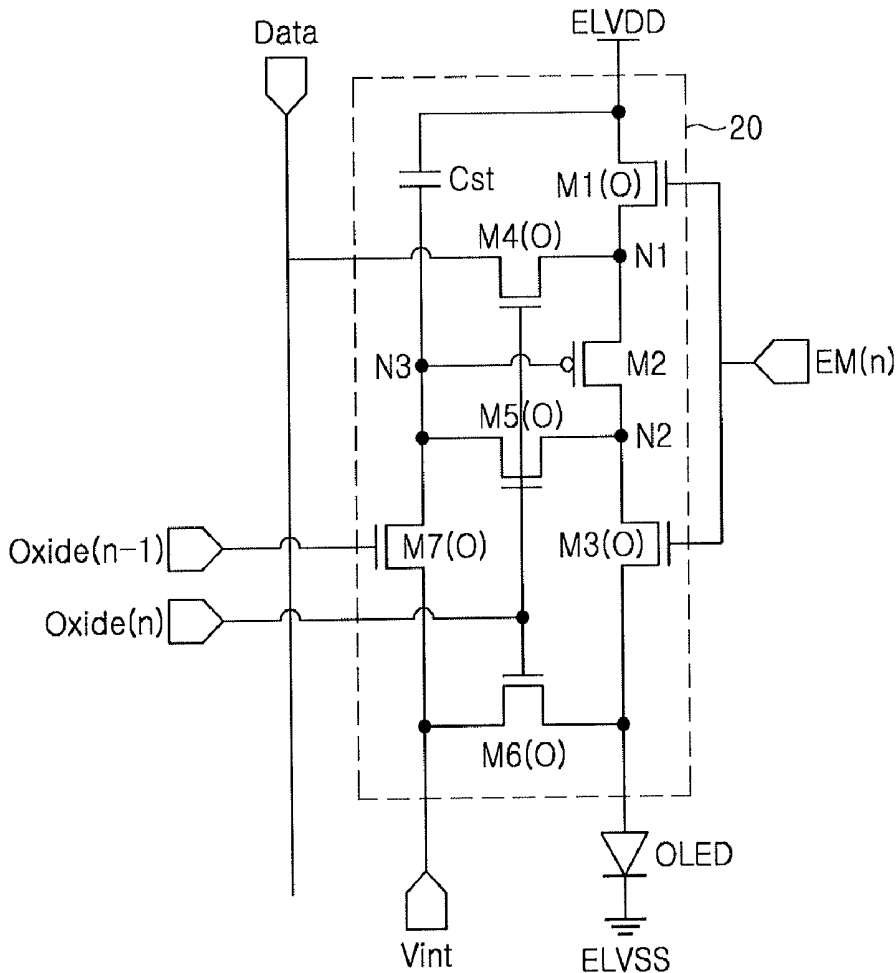 ELVDD
Data
20
Cst
M1(O)
M4(O)
N1
N3
M2
EM(n)
M5(O)
N2
Oxide(n-1)
M7(O)
M3(O)
Oxide(n)
M6(O)
OLED
Vint
ELVSS